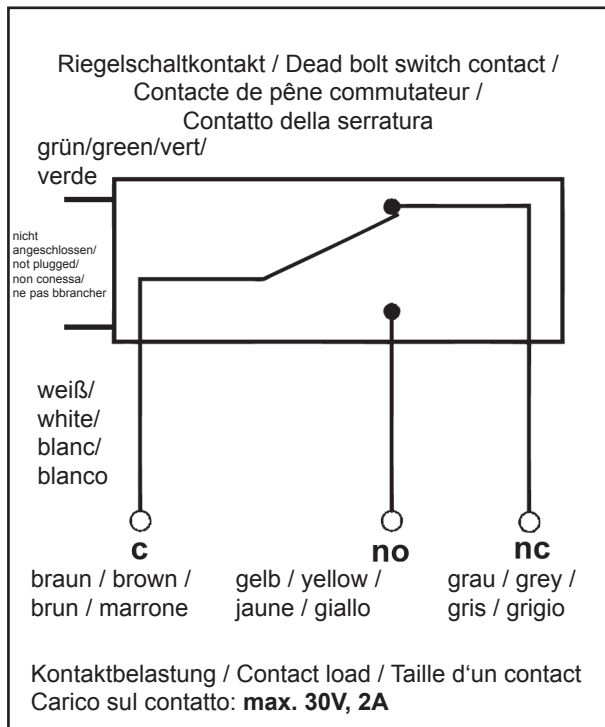 Riegelschaltkontakt / Dead bolt switch contact /
Contacte de pêne commutateur /
Contatto della serratura
grün/green/vert/
verde
nicht
angeschlossen/
not plugged/
non conessa/
ne pas bbrancher
weiß/
white/
blanc/
blanco
c
no
nc
braun / brown /
brun / marrone
gelb / yellow /
jaune / giallo
grau / grey /
gris / grigio
Kontaktbelastung / Contact load / Taille d‘un contact
Carico sul contatto: max. 30V, 2A